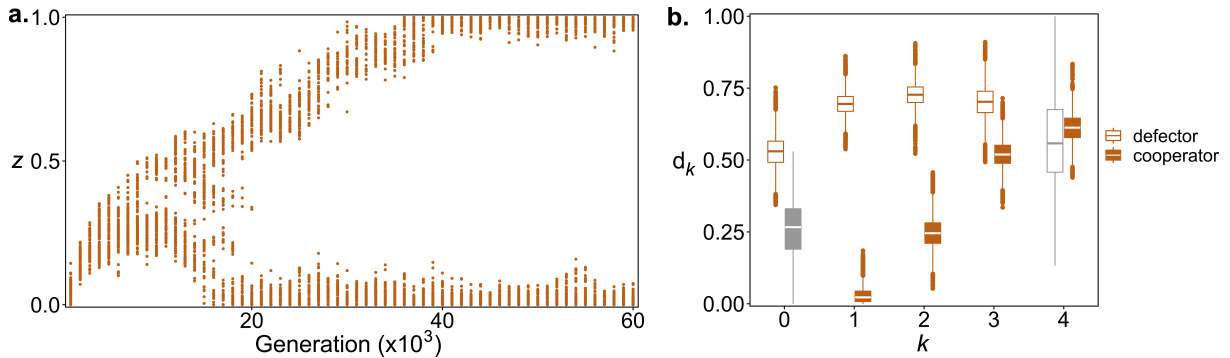 a.
1.0
z 0.5
0.0
20 40 60
Generation (x10³)
b.
1.00
0.75
dₖ 0.50
0.25
0.00
0 1 2 3 4
k
defector
cooperator